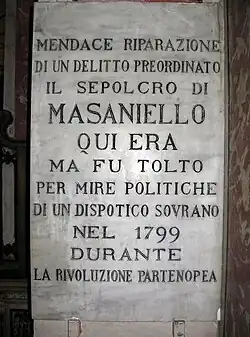 MENDACE RIPARAZIONE
DI UN DELITTO PREORDINATO
IL SEPOLCRO DI
MASANIELLO
QUI ERA
MA FU TOLTO
PER MIRE POLITICHE
DI UN DISPOTICO SOVRANO
NEL 1799
DURANTE
LA RIVOLUZIONE PARTENOPEA